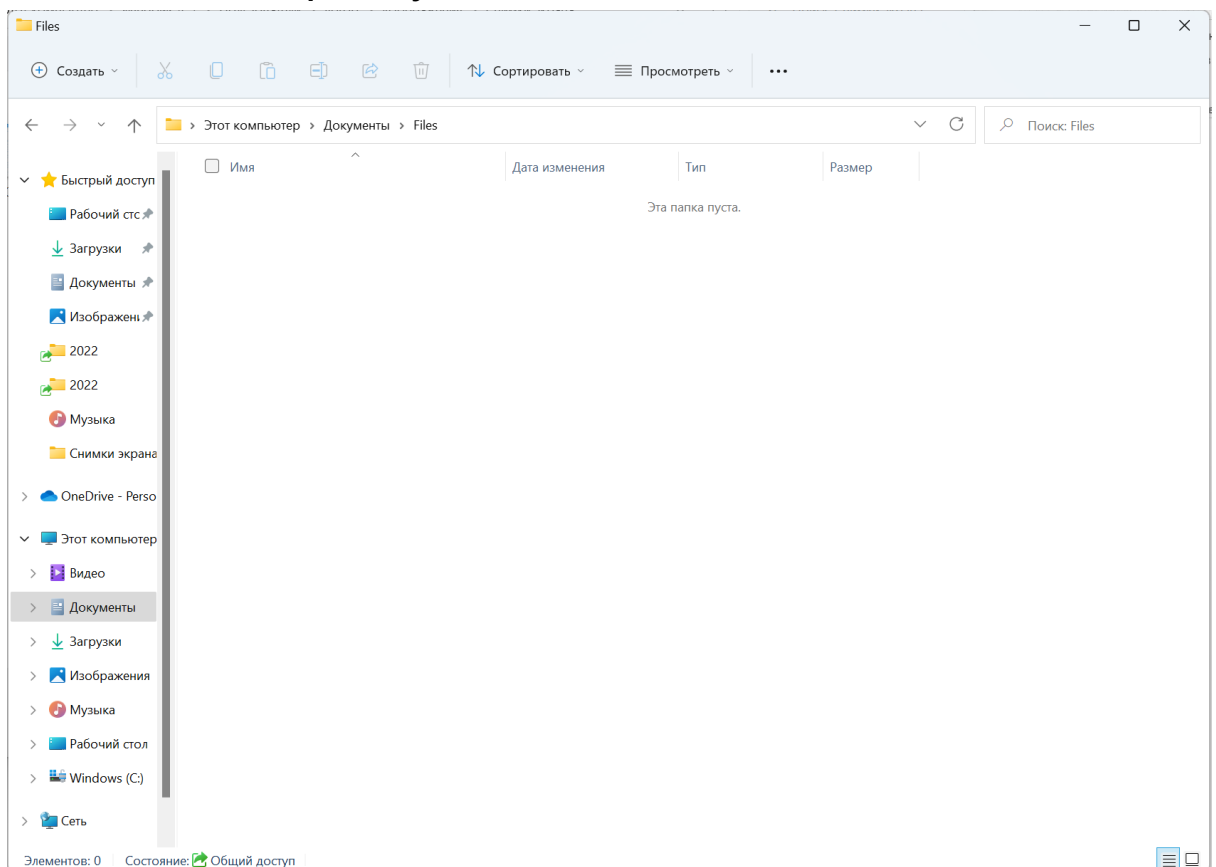 Files
Создать
Сортировать
Просмотреть
Этот компьютер > Документы > Files
Поиск: Files
Имя
Дата изменения
Тип
Размер
Эта папка пуста.
Быстрый доступ
Рабочий стс
Загрузки
Документы
Изображени
2022
2022
Музыка
Снимки экрана
OneDrive - Perso
Этот компьютер
Видео
Документы
Загрузки
Изображения
Музыка
Рабочий стол
Windows (C:)
Сеть
Элементов: 0
Состояние: Общий доступ